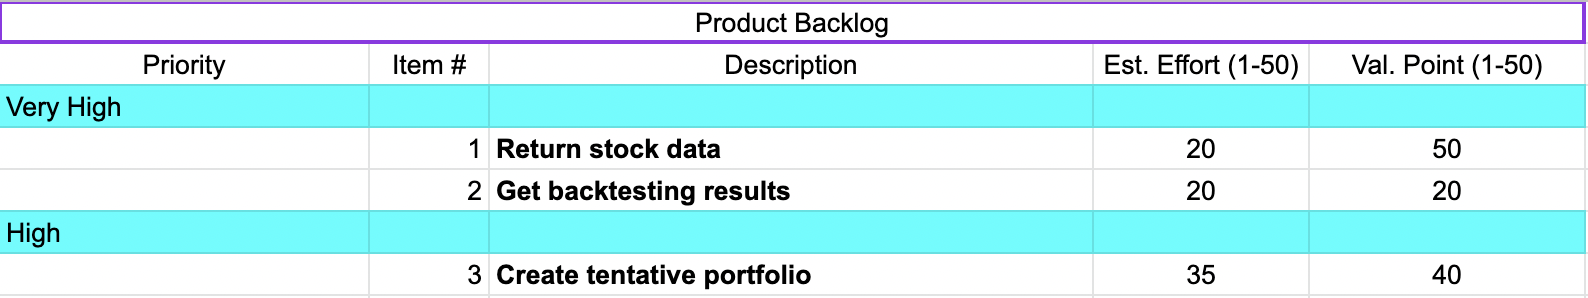 Product Backlog
Priority Item # Description Est. Effort (1-50) Val. Point (1-50)
Very High
1 Return stock data 20 50
2 Get backtesting results 20 20
High
3 Create tentative portfolio 35 40